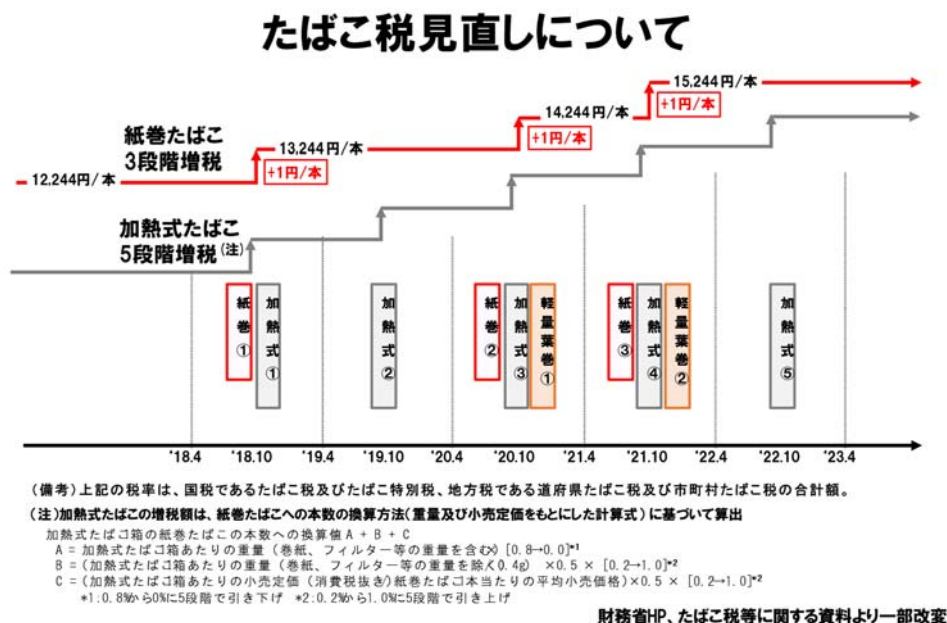 たばこ税見直しについて
15,244円/本
+1円/本
14,244円/本
+1円/本
紙巻たばこ
3段階増税
13,244円/本
+1円/本
12,244円/本
加熱式たばこ
5段階増税(注)
紙巻①
加熱式①
加熱式②
紙巻②
加熱式③
軽量葉巻①
紙巻③
加熱式④
軽量葉巻②
加熱式⑤
'18.4 '18.10 '19.4 '19.10 '20.4 '20.10 '21.4 '21.10 '22.4 '22.10 '23.4
(備考)上記の税率は、国税であるたばこ税及びたばこ特別税、地方税である道府県たばこ税及び市町村たばこ税の合計額。
(注)加熱式たばこの増税額は、紙巻たばこへの本数の換算方法(重量及び小売定価をもとにした計算式)に基づいて算出
加熱式たばコ箱の紙巻たばこの本数への換算値A + B + C
A = 加熱式たばコ箱あたりの重量(巻紙、フィルター等の重量を含む) [0.8→0.0]*1
B = (加熱式たばコ箱あたりの重量(巻紙、フィルター等の重量を除く/0.4g) ×0.5 × [0.2→1.0]*2
C = (加熱式たばコ箱あたりの小売定価(消費税抜き)/紙巻たばコ本当たりの平均小売価格)×0.5 × [0.2→1.0]*2
*1:0.8%から0%に5段階で引き下げ *2:0.2%から1.0%に5段階で引き上げ
財務省HP、たばこ税等に関する資料より一部改変